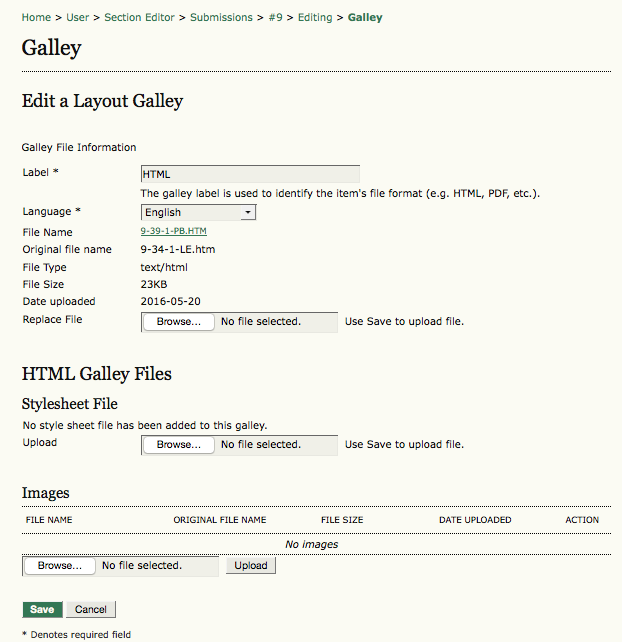 Home > User > Section Editor > Submissions > #9 > Editing > Galley
Galley
Edit a Layout Galley
Galley File Information
Label * HTML
The galley label is used to identify the item's file format (e.g. HTML, PDF, etc.).
Language * English
File Name 9-39-1-PB.HTM
Original file name 9-34-1-LE.htm
File Type text/html
File Size 23KB
Date uploaded 2016-05-20
Replace File Browse... No file selected. Use Save to upload file.
HTML Galley Files
Stylesheet File
No style sheet file has been added to this galley.
Upload Browse... No file selected. Use Save to upload file.
Images
FILE NAME ORIGINAL FILE NAME FILE SIZE DATE UPLOADED ACTION
No images
Browse... No file selected. Upload
Save Cancel
* Denotes required field